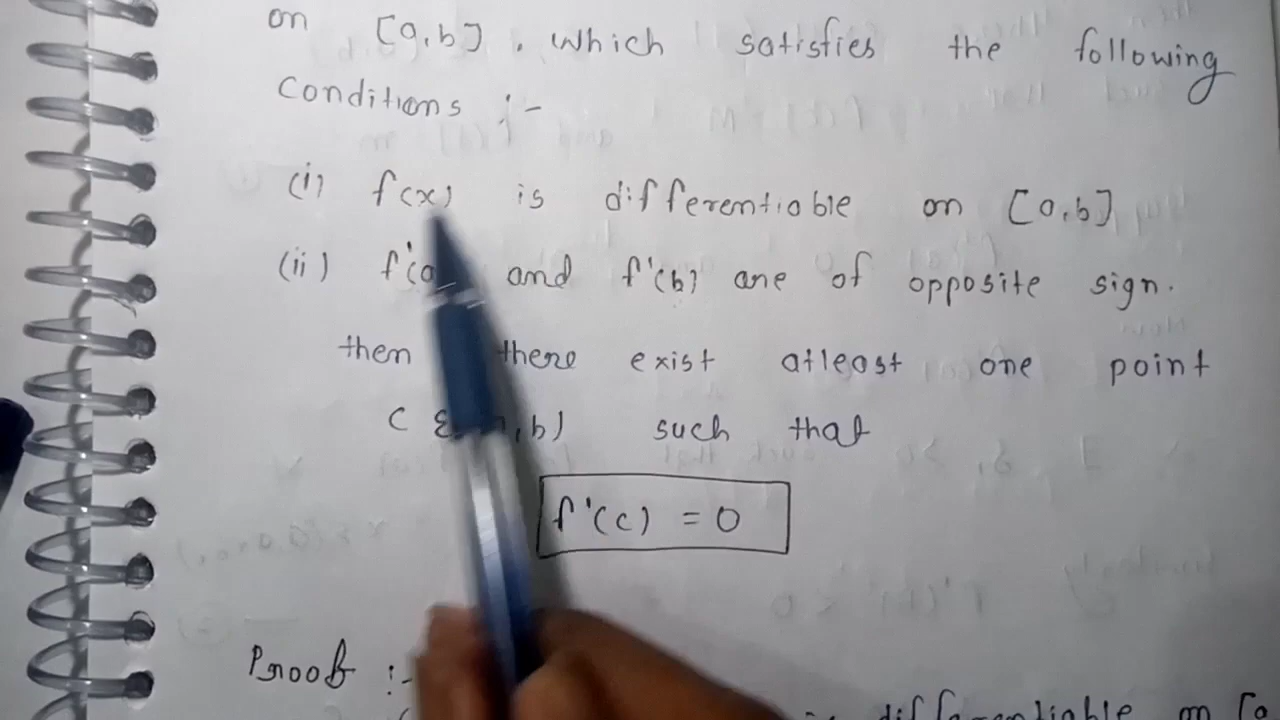 on [a,b] . which satisfies the following
Conditions :-
(i) f(x) is differentiable on [a,b]
(ii) f'(a and f'(b) are of opposite sign.
then there exist atleast one point
C ,b) such that
f'(c) = 0
Proof :-
differentiable on [a